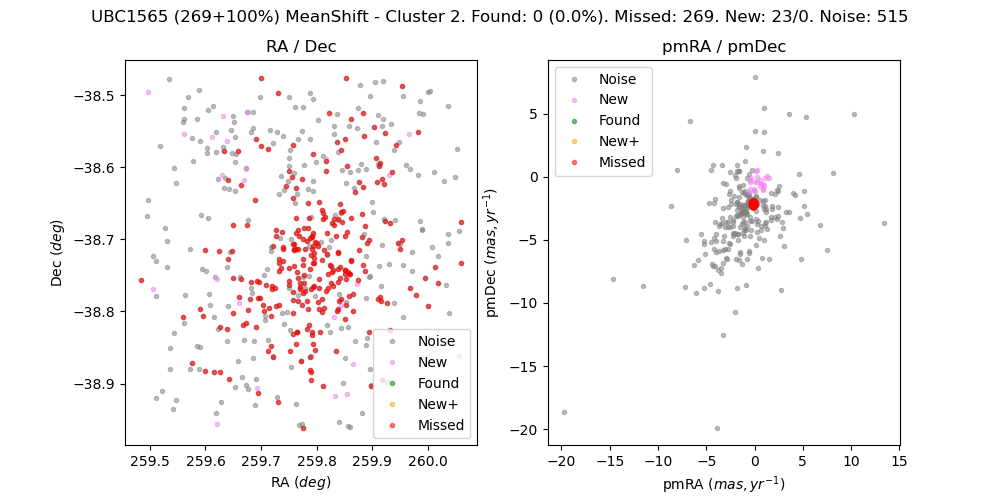 UBC1565 (269+100%) MeanShift - Cluster 2. Found: 0 (0.0%). Missed: 269. New: 23/0. Noise: 515
RA / Dec
−38.5
−38.6
−38.7
−38.8
−38.9
Dec (deg)
259.5 259.6 259.7 259.8 259.9 260.0
RA (deg)
Noise
New
Found
New+
Missed
pmRA / pmDec
Noise
New
Found
New+
Missed
5
0
−5
−10
−15
−20
pmDec (mas, yr⁻¹)
−20 −15 −10 −5 0 5 10 15
pmRA (mas, yr⁻¹)